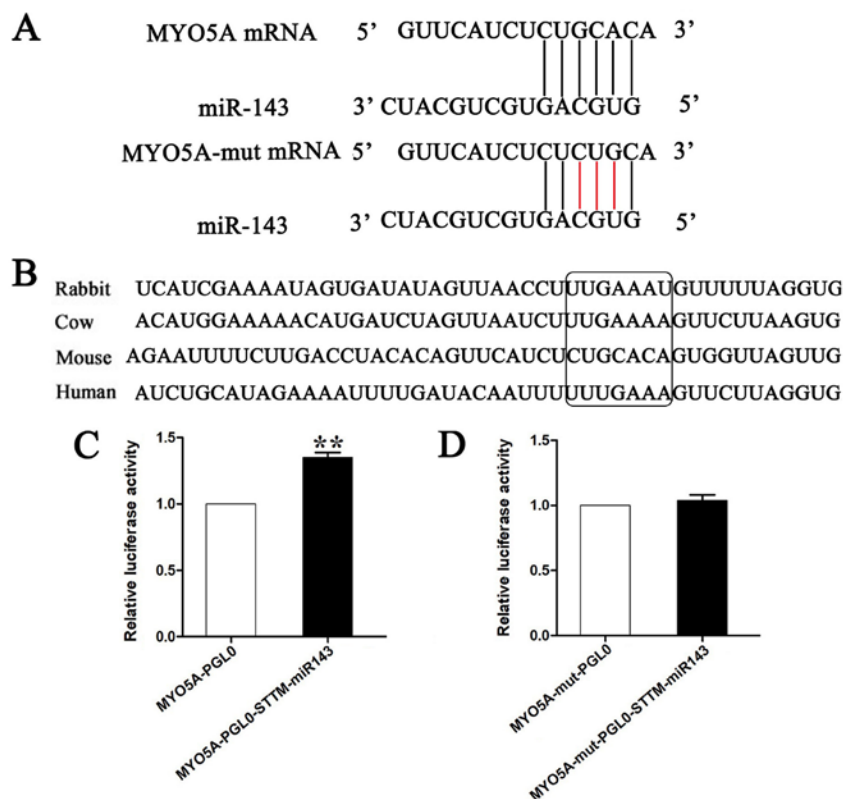 A
MYO5A mRNA 5’ GUUCAUCUCUGCACA 3’
miR-143 3’ CUACGUCGUGACGUG 5’
MYO5A-mut mRNA 5’ GUUCAUCUCUCUGCA 3’
miR-143 3’ CUACGUCGUGACGUG 5’
B
Rabbit UCAUCGAAAAUAGUGAUAUAGUUAACCUUUGAAAUGUUUUUAGGUG
Cow ACAUGGAAAAACAUGAUCUAGUUAAUCUUUGAAAAGUUCUUAAGUG
Mouse AGAAUUUUCUUGACCUACACAGUUCAUCUCUGCACAGUGGUUAGUUG
Human AUCUGCAUAGAAAAUUUUGAUACAAUUUUUUGAAAGUUCUUAGGUG
C
Relative luciferase activity
1.5
**
1.0
0.5
0.0
MYO5A-PGL0
MYO5A-PGL0-STTM-miR143
D
Relative luciferase activity
1.5
1.0
0.5
0.0
MYO5A-mut-PGL0
MYO5A-mut-PGL0-STTM-miR143